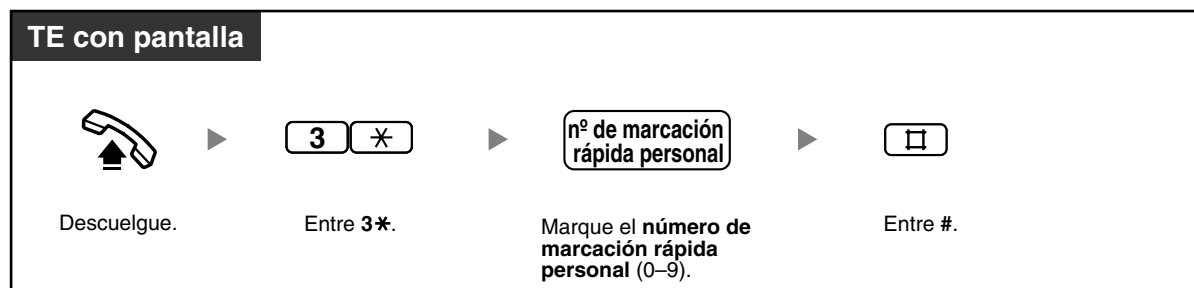 TE con pantalla
3 ✳
nº de marcación
rápida personal
#
Descuelgue.
Entre 3✳.
Marque el número de
marcación rápida
personal (0–9).
Entre #.